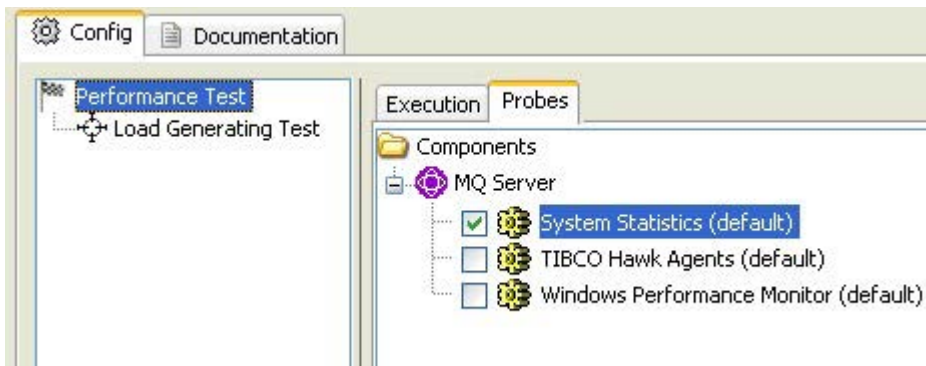 Config
Documentation
Performance Test
Load Generating Test
Execution
Probes
Components
MQ Server
System Statistics (default)
TIBCO Hawk Agents (default)
Windows Performance Monitor (default)